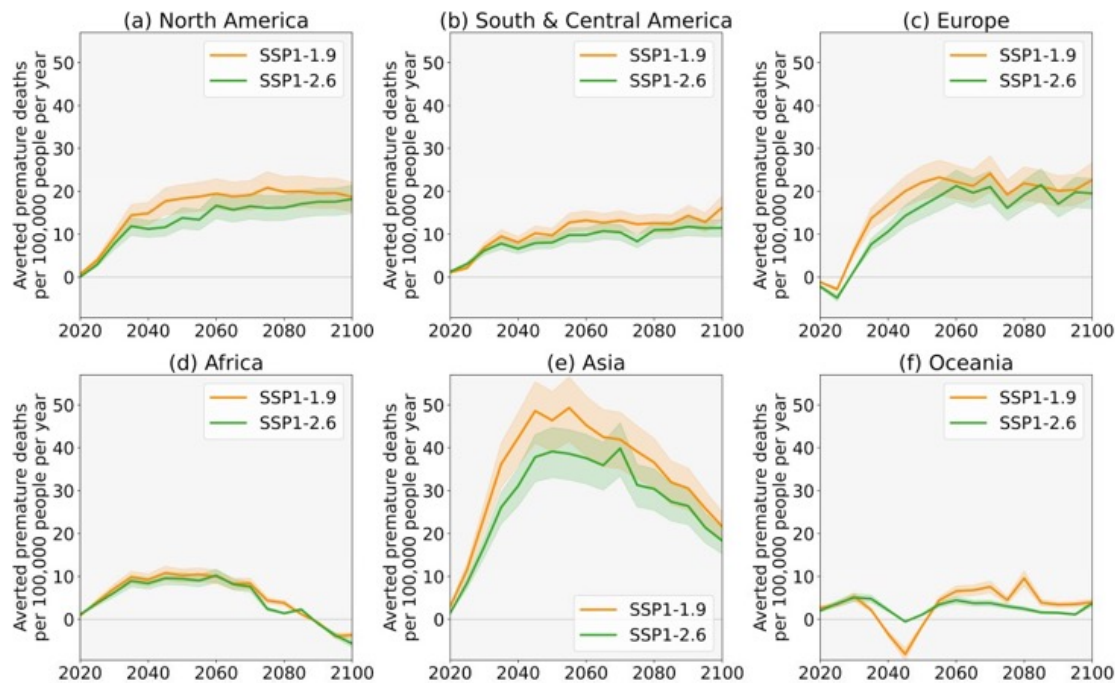 (a) North America
Averted premature deaths
per 100,000 people per year
50
40
30
20
10
0
SSP1-1.9
SSP1-2.6
2020 2040 2060 2080 2100
(b) South & Central America
Averted premature deaths
per 100,000 people per year
50
40
30
20
10
0
SSP1-1.9
SSP1-2.6
2020 2040 2060 2080 2100
(c) Europe
Averted premature deaths
per 100,000 people per year
50
40
30
20
10
0
SSP1-1.9
SSP1-2.6
2020 2040 2060 2080 2100
(d) Africa
Averted premature deaths
per 100,000 people per year
50
40
30
20
10
0
SSP1-1.9
SSP1-2.6
2020 2040 2060 2080 2100
(e) Asia
Averted premature deaths
per 100,000 people per year
50
40
30
20
10
0
SSP1-1.9
SSP1-2.6
2020 2040 2060 2080 2100
(f) Oceania
Averted premature deaths
per 100,000 people per year
50
40
30
20
10
0
SSP1-1.9
SSP1-2.6
2020 2040 2060 2080 2100